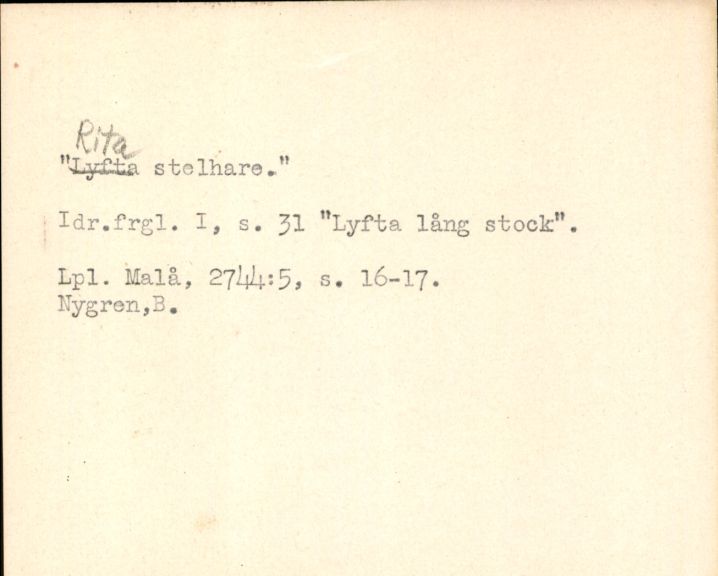 Rita
"Lyfta stelhare."
Idr.frgl. I, s. 31 "Lyfta lång stock".
Lpl. Malå, 2744:5, s. 16-17.
Nygren,B.